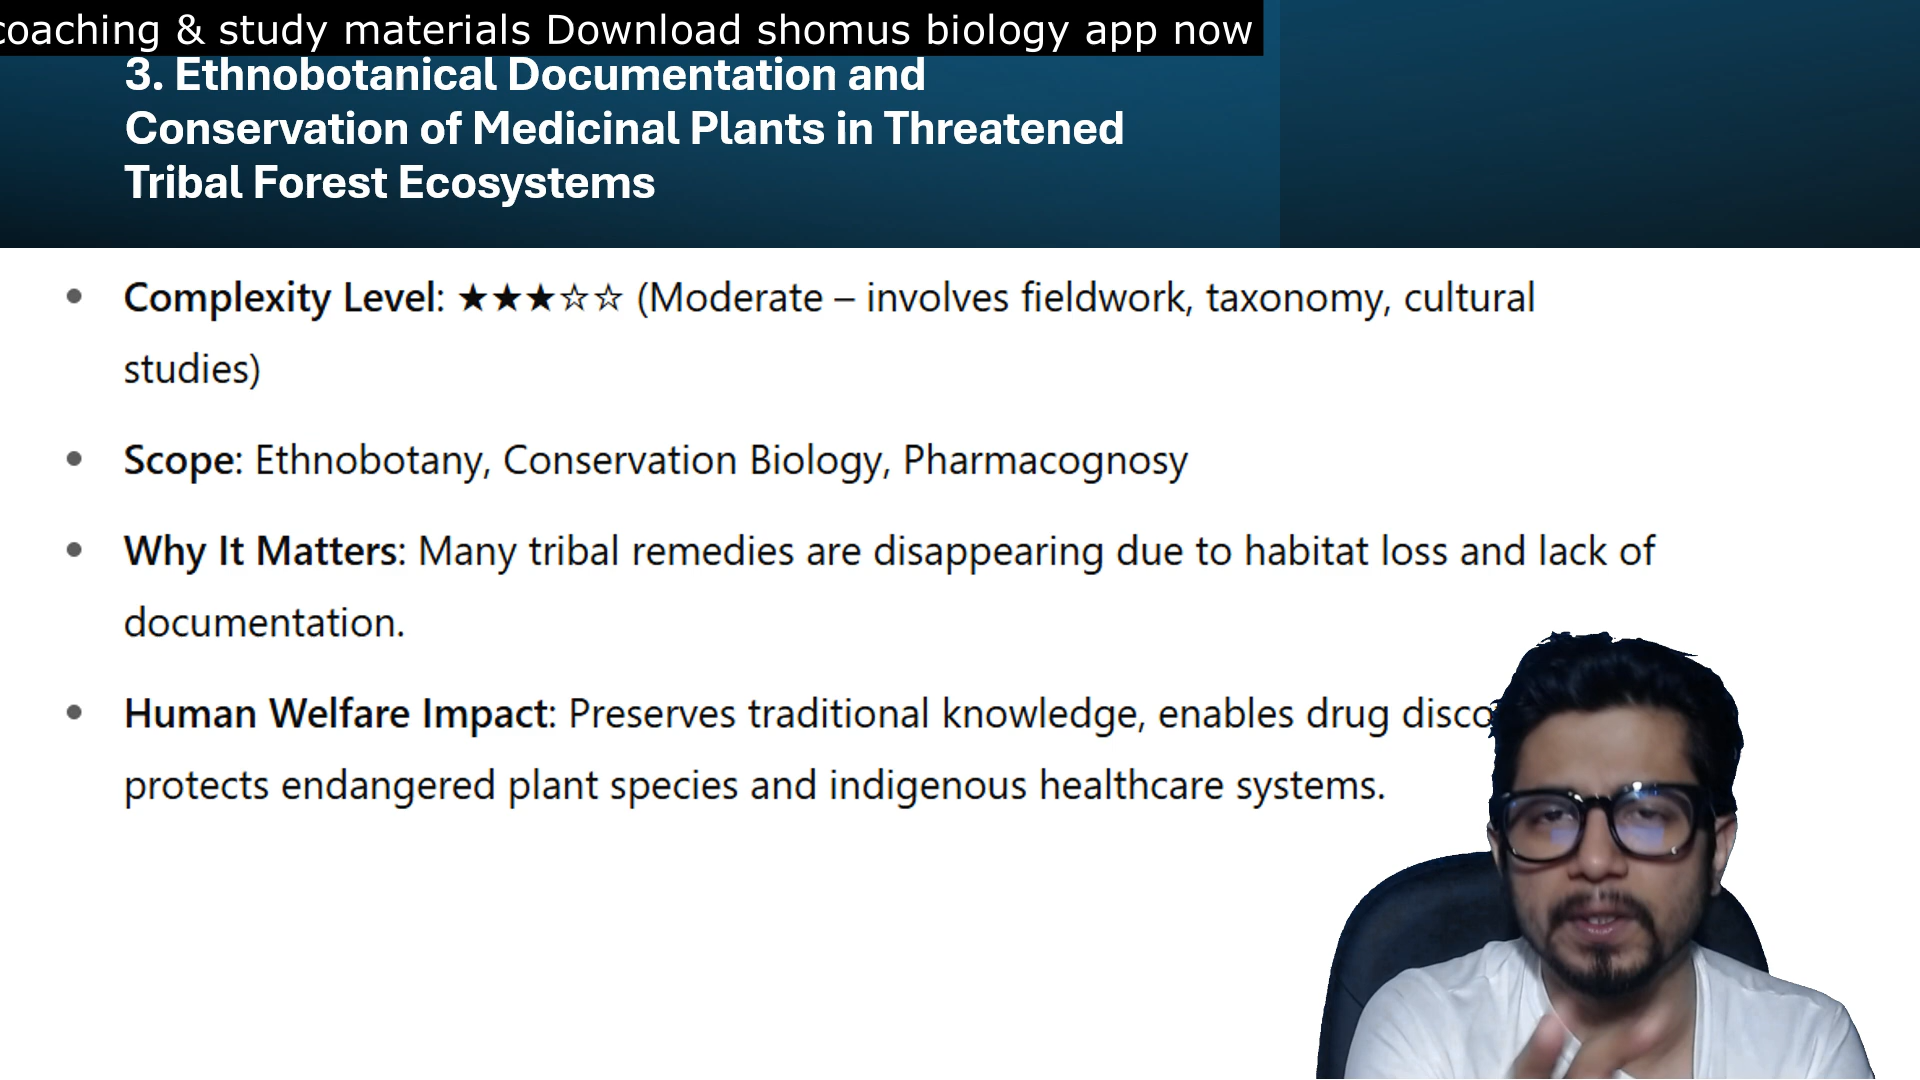 coaching & study materials Download shomus biology app now
3. Ethnobotanical Documentation and
Conservation of Medicinal Plants in Threatened
Tribal Forest Ecosystems
• Complexity Level: ★★★☆☆ (Moderate – involves fieldwork, taxonomy, cultural
studies)
• Scope: Ethnobotany, Conservation Biology, Pharmacognosy
• Why It Matters: Many tribal remedies are disappearing due to habitat loss and lack of
documentation.
• Human Welfare Impact: Preserves traditional knowledge, enables drug
protects endangered plant species and indigenous healthcare systems.